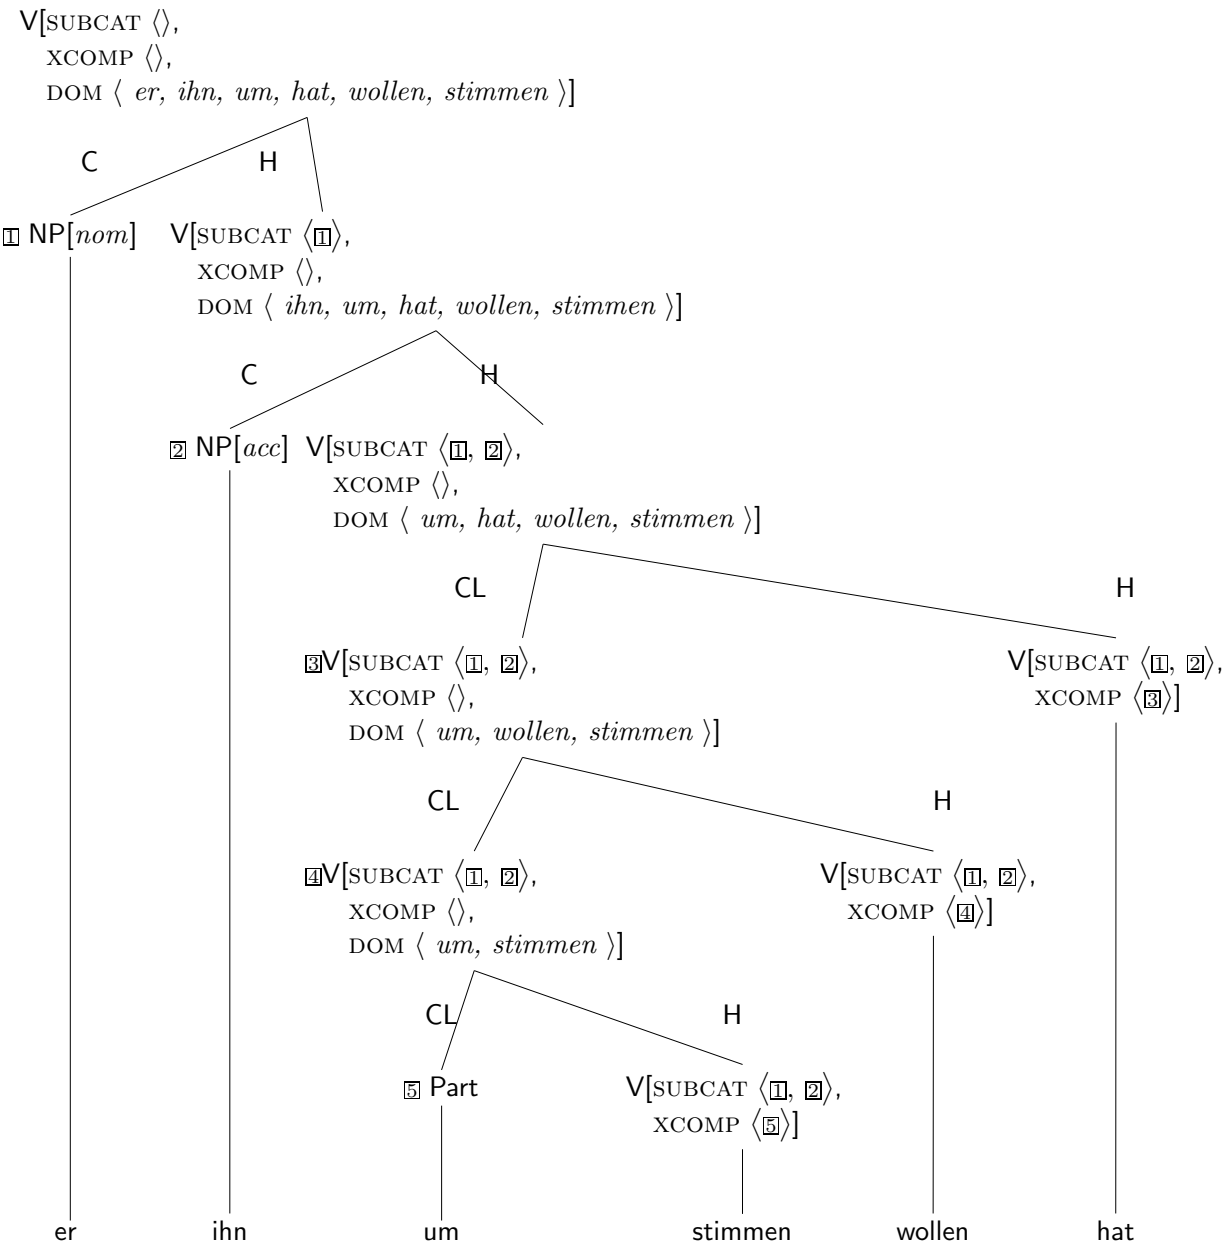 V[SUBCAT ⟨⟩,
XCOMP ⟨⟩,
DOM ⟨ er, ihn, um, hat, wollen, stimmen ⟩]
C H
1 NP[nom] V[SUBCAT ⟨1⟩,
XCOMP ⟨⟩,
DOM ⟨ ihn, um, hat, wollen, stimmen ⟩]
C H
2 NP[acc] V[SUBCAT ⟨1, 2⟩,
XCOMP ⟨⟩,
DOM ⟨ um, hat, wollen, stimmen ⟩]
CL H
3V[SUBCAT ⟨1, 2⟩, V[SUBCAT ⟨1, 2⟩,
XCOMP ⟨⟩, XCOMP ⟨3⟩]
DOM ⟨ um, wollen, stimmen ⟩]
CL H
4V[SUBCAT ⟨1, 2⟩, V[SUBCAT ⟨1, 2⟩,
XCOMP ⟨⟩, XCOMP ⟨4⟩]
DOM ⟨ um, stimmen ⟩]
CL H
5 Part V[SUBCAT ⟨1, 2⟩,
XCOMP ⟨5⟩]
er ihn um stimmen wollen hat